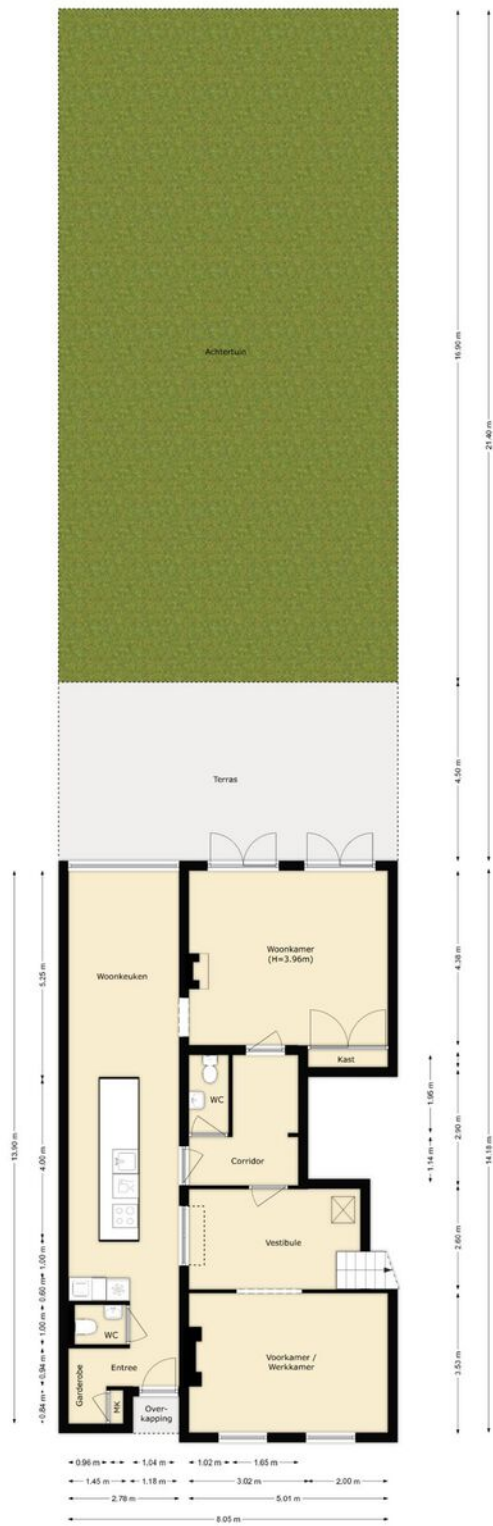 Achtertuin
16.90 m
21.40 m
Terras
4.50 m
Woonkamer
(H=3.96m)
Woonkeuken
Kast
WC
Corridor
Vestibule
WC
Voorkamer /
Werkkamer
Entree
Garderobe
MK
Over-
kapping
13.90 m
5.25 m
4.00 m
1.00 m
0.60 m
1.00 m
0.94 m
0.84 m
4.38 m
1.95 m
2.90 m
1.14 m
2.60 m
3.53 m
14.18 m
0.96 m
1.04 m
1.02 m
1.65 m
1.45 m
1.18 m
3.02 m
2.00 m
2.78 m
5.01 m
8.05 m